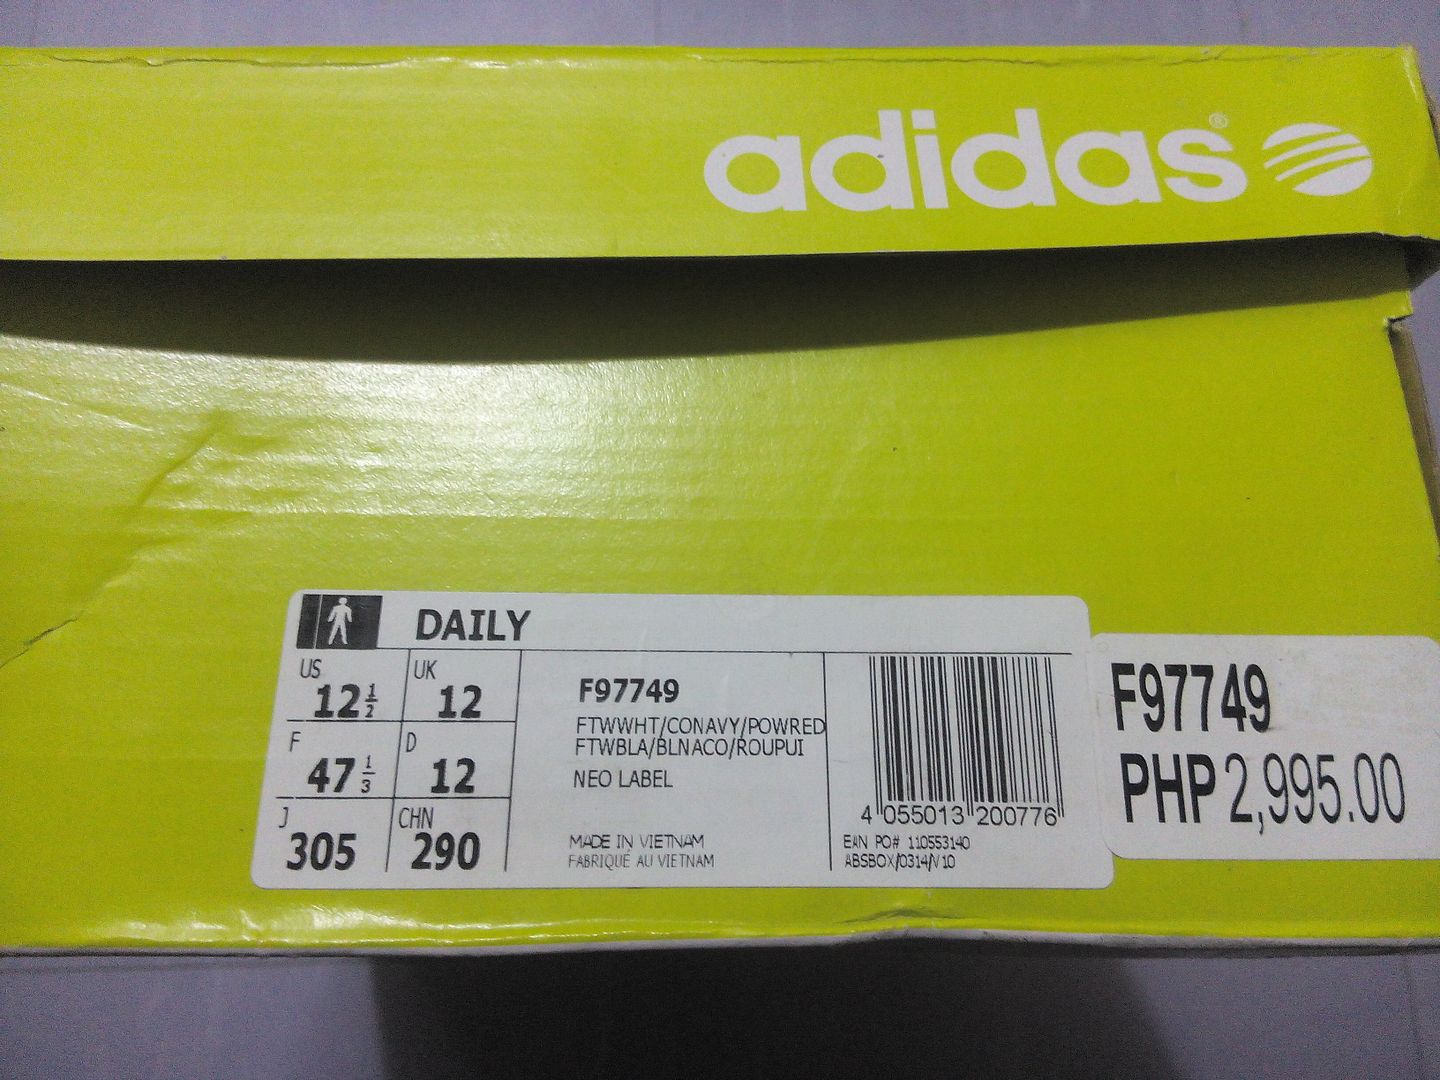 adidas®
DAILY
US
12 1/2
UK
12
F
47 1/3
D
12
J
305
CHN
290
F97749
FTWWHT/CONAVY/POWRED
FTWBLA/BLNACO/ROUPUI
NEO LABEL
MADE IN VIETNAM
FABRIQUÉ AU VIETNAM
4 055013 200776
EAN PO# 110553140
ABSBOX/0314/V10
F97749
PHP 2,995.00